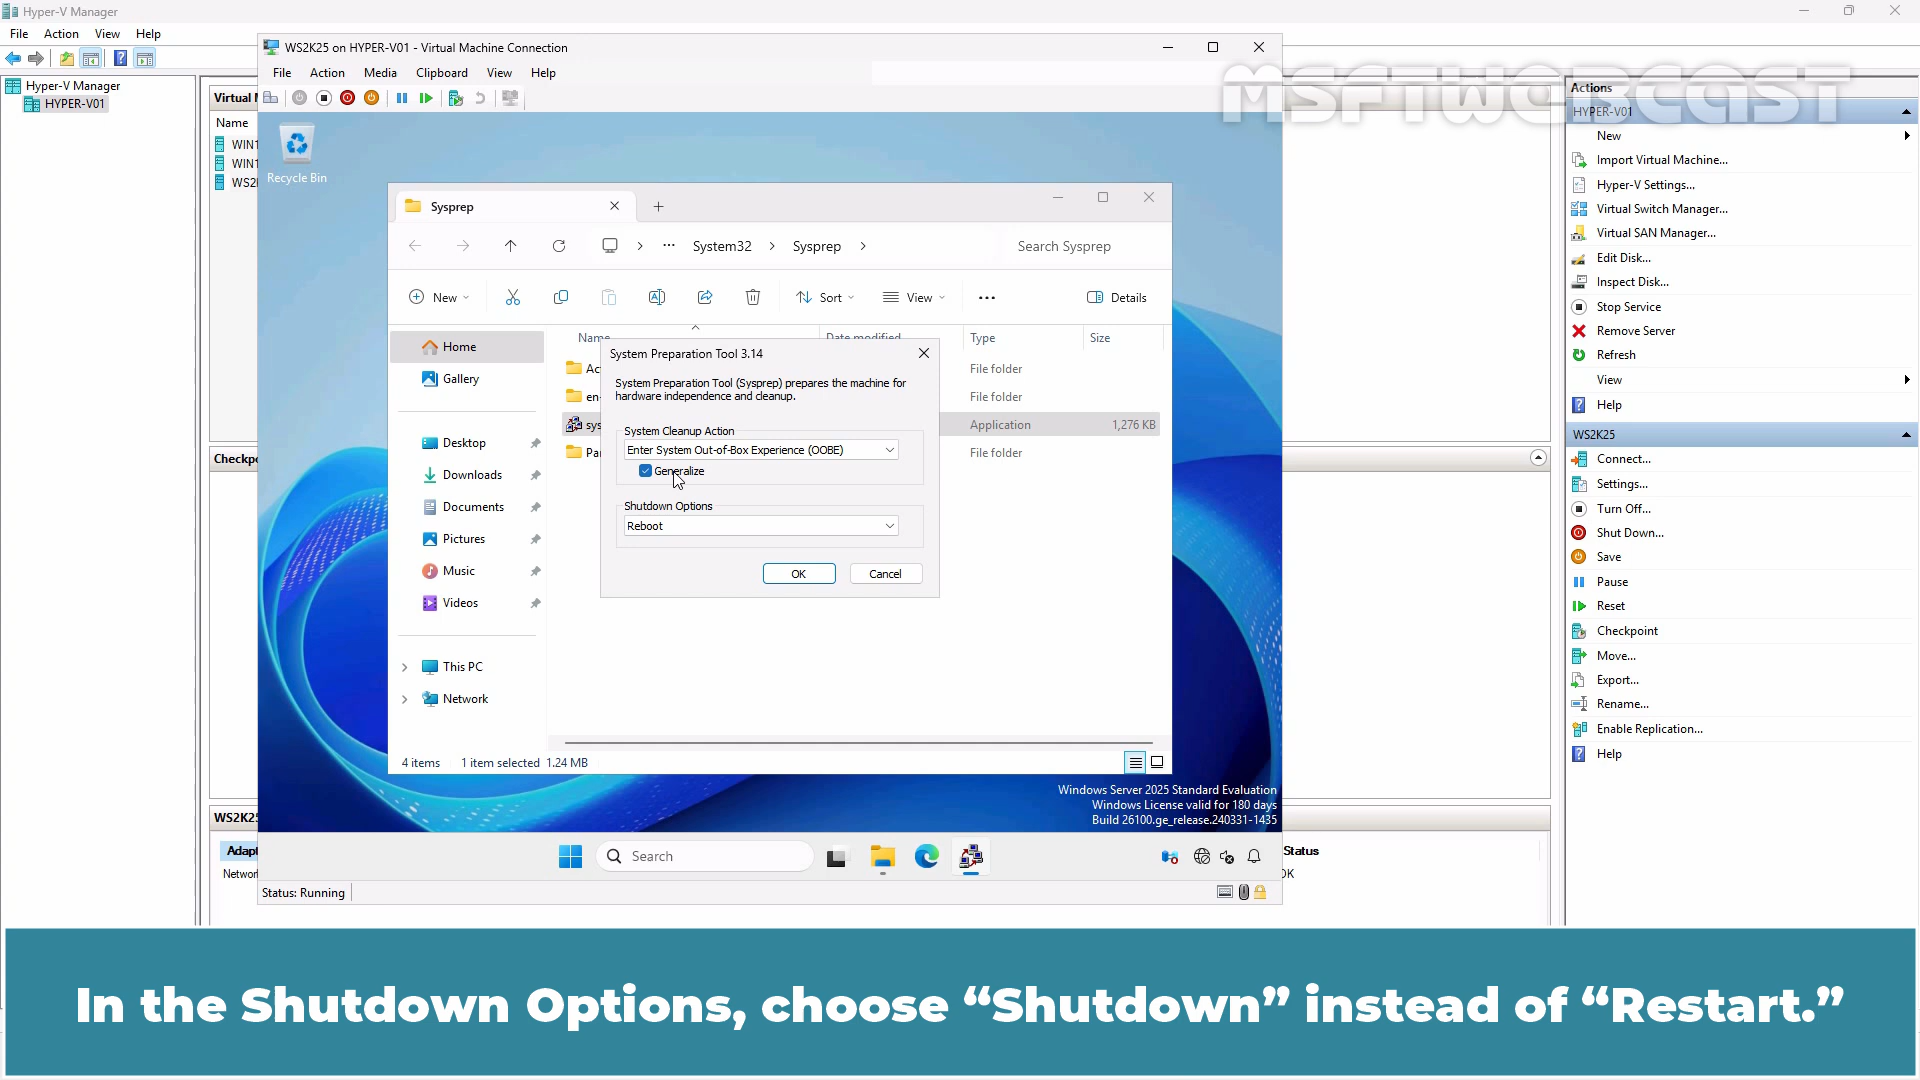 Hyper-V Manager
File Action View Help
Hyper-V Manager
HYPER-V01
Name
WS2K25 on HYPER-V01 - Virtual Machine Connection
File Action Media Clipboard View Help
Recycle Bin
Sysprep
System32 > Sysprep >
Search Sysprep
New
Sort
View
Details
Home
Gallery
Desktop
Downloads
Documents
Pictures
Music
Videos
This PC
Network
Name
Date modified
Type
Size
File folder
File folder
Application
1,276 KB
File folder
System Preparation Tool 3.14
System Preparation Tool (Sysprep) prepares the machine for
hardware independence and cleanup.
System Cleanup Action
Enter System Out-of-Box Experience (OOBE)
Generalize
Shutdown Options
Reboot
OK
Cancel
4 items
1 item selected 1.24 MB
Windows Server 2025 Standard Evaluation
Windows License valid for 180 days
Build 26100.ge_release.240331-1435
Search
Status: Running
Status
MSFTWEBCAST
Actions
HYPER-V01
New
Import Virtual Machine...
Hyper-V Settings...
Virtual Switch Manager...
Virtual SAN Manager...
Edit Disk...
Inspect Disk...
Stop Service
Remove Server
Refresh
View
Help
WS2K25
Connect...
Settings...
Turn Off...
Shut Down...
Save
Pause
Reset
Checkpoint
Move...
Export...
Rename...
Enable Replication...
Help
In the Shutdown Options, choose “Shutdown” instead of “Restart.”